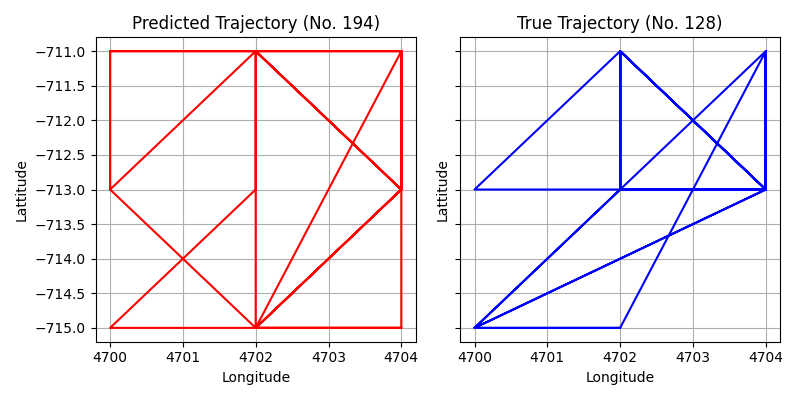 Predicted Trajectory (No. 194)
True Trajectory (No. 128)
Lattitude
−711.0
−711.5
−712.0
−712.5
−713.0
−713.5
−714.0
−714.5
−715.0
4700 4701 4702 4703 4704
Longitude
Lattitude
4700 4701 4702 4703 4704
Longitude